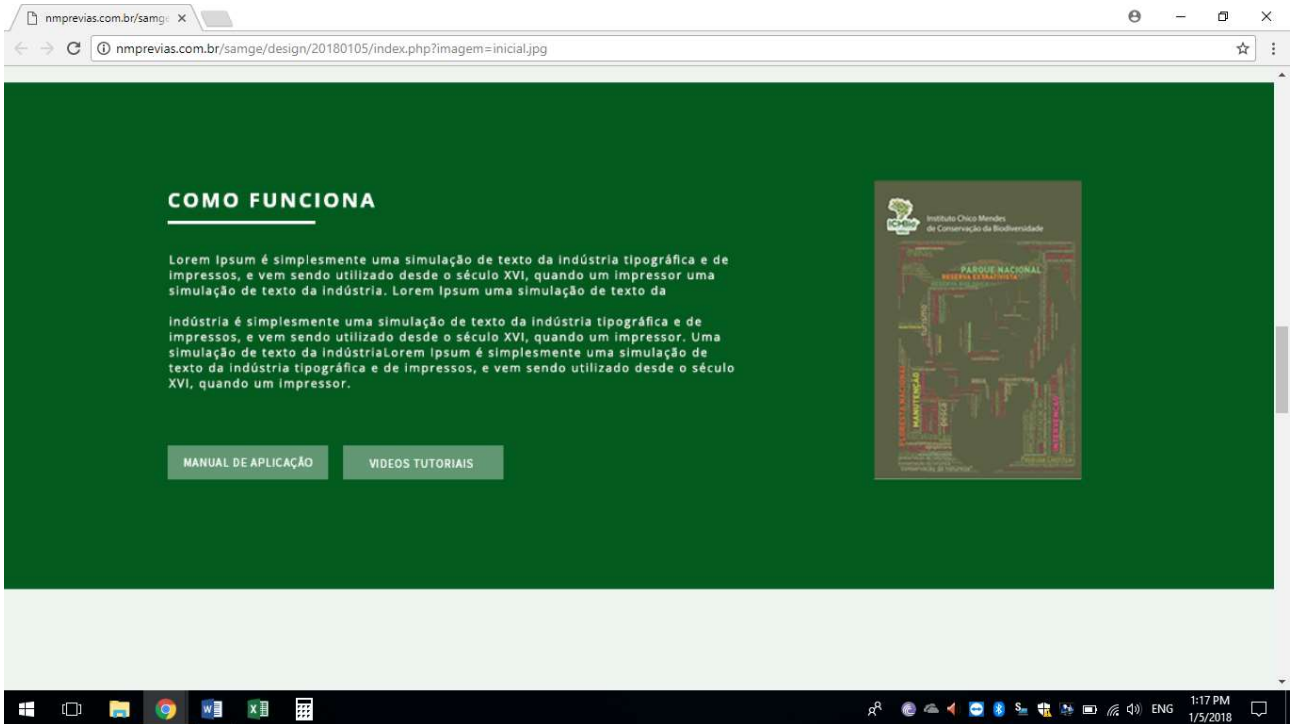 nmprevias.com.br/samge
nmprevias.com.br/samge/design/20180105/index.php?imagem=inicial.jpg
COMO FUNCIONA
Lorem Ipsum é simplesmente uma simulação de texto da indústria tipográfica e de
impressos, e vem sendo utilizado desde o século XVI, quando um impressor uma
simulação de texto da indústria. Lorem Ipsum uma simulação de texto da
indústria é simplesmente uma simulação de texto da indústria tipográfica e de
impressos, e vem sendo utilizado desde o século XVI, quando um impressor. Uma
simulação de texto da indústriaLorem Ipsum é simplesmente uma simulação de
texto da indústria tipográfica e de impressos, e vem sendo utilizado desde o século
XVI, quando um impressor.
MANUAL DE APLICAÇÃO
VIDEOS TUTORIAIS
ICMBio
Instituto Chico Mendes
de Conservação da Biodiversidade
PARQUE NACIONAL
RESERVA EXTRATIVISTA
RESERVA BIOLÓGICA
turismo
FLORESTA NACIONAL
MANUTENÇÃO
pesca
INTERVENÇÃO
ENG
1:17 PM
1/5/2018